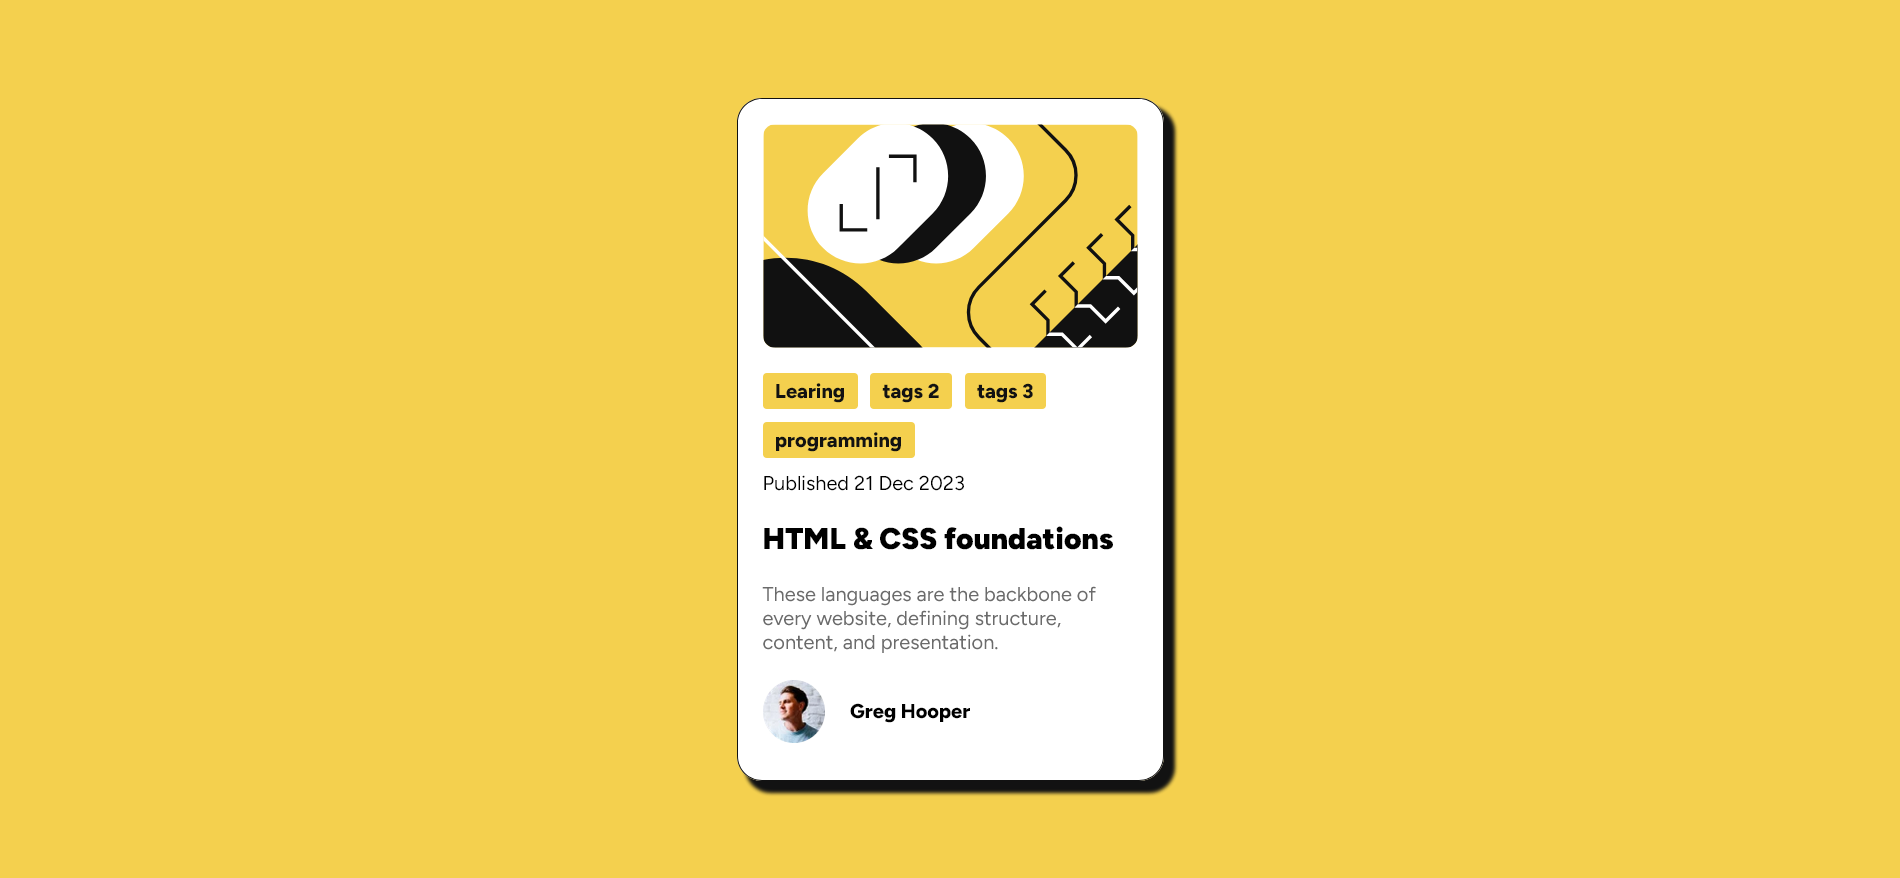 Learing tags 2 tags 3
programming
Published 21 Dec 2023
HTML & CSS foundations
These languages are the backbone of
every website, defining structure,
content, and presentation.
Greg Hooper